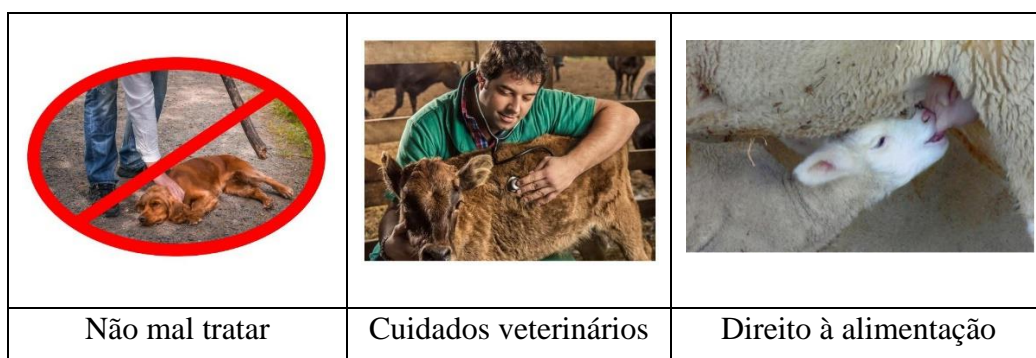 Não mal tratar
Cuidados veterinários
Direito à alimentação